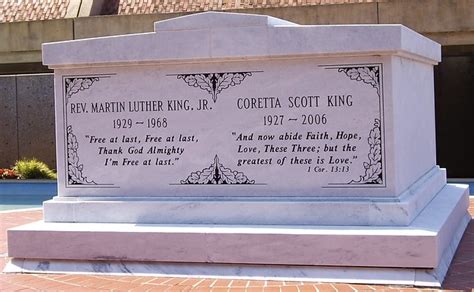 REV. MARTIN LUTHER KING, JR.
1929 — 1968
"Free at last, Free at last,
Thank God Almighty
I'm Free at last."
CORETTA SCOTT KING
1927 — 2006
"And now abide Faith, Hope,
Love, These Three; but the
greatest of these is Love."
1 Cor. 13:13